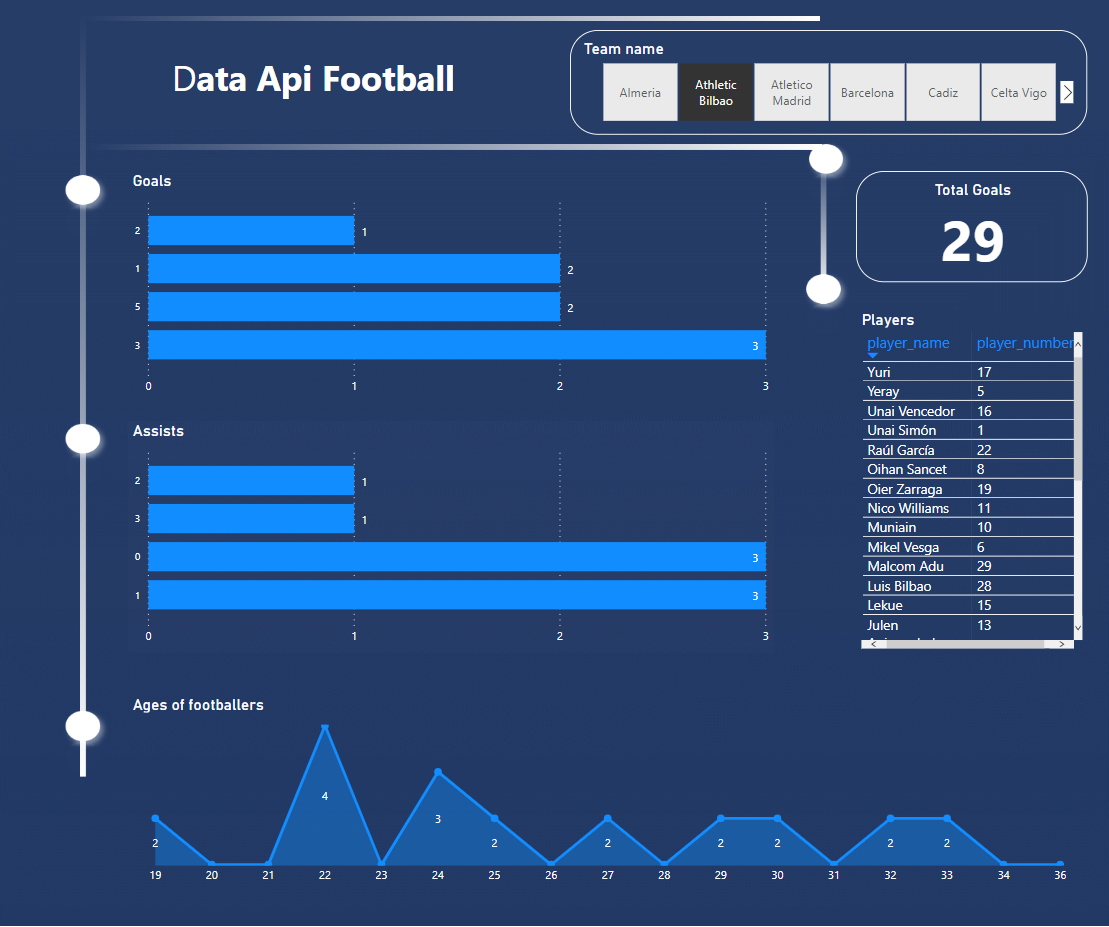 Data Api Football
Team name
Almeria
Athletic
Bilbao
Atletico
Madrid
Barcelona
Cadiz
Celta Vigo
Goals
2
1
1
2
5
2
3
3
0
1
2
3
Total Goals
29
Players
player_name player_number
Yuri 17
Yeray 5
Unai Vencedor 16
Unai Simón 1
Raúl García 22
Oihan Sancet 8
Oier Zarraga 19
Nico Williams 11
Muniain 10
Mikel Vesga 6
Malcom Adu 29
Luis Bilbao 28
Lekue 15
Julen 13
Assists
2
1
3
1
0
3
1
3
0
1
2
3
Ages of footballers
2
4
3
2
2
2
2
2
2
19 20 21 22 23 24 25 26 27 28 29 30 31 32 33 34 36